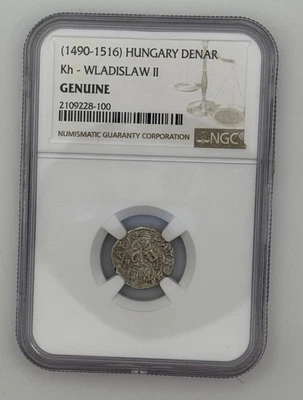 (1490-1516) HUNGARY DENAR
Kh - WLADISLAW II
GENUINE
2109228-100
NUMISMATIC GUARANTY CORPORATION
NGC